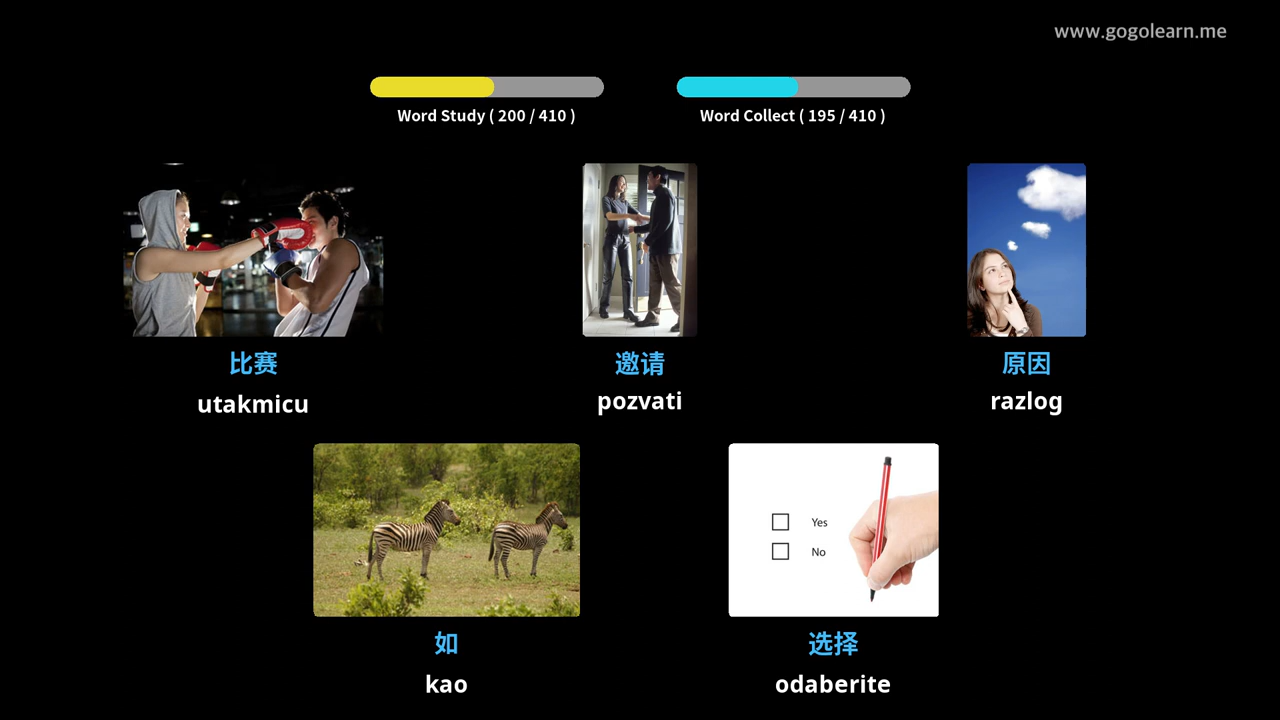 www.gogolearn.me
Word Study ( 200 / 410 )
Word Collect ( 195 / 410 )
比赛
utakmicu
邀请
pozvati
原因
razlog
Yes
No
如
kao
选择
odaberite